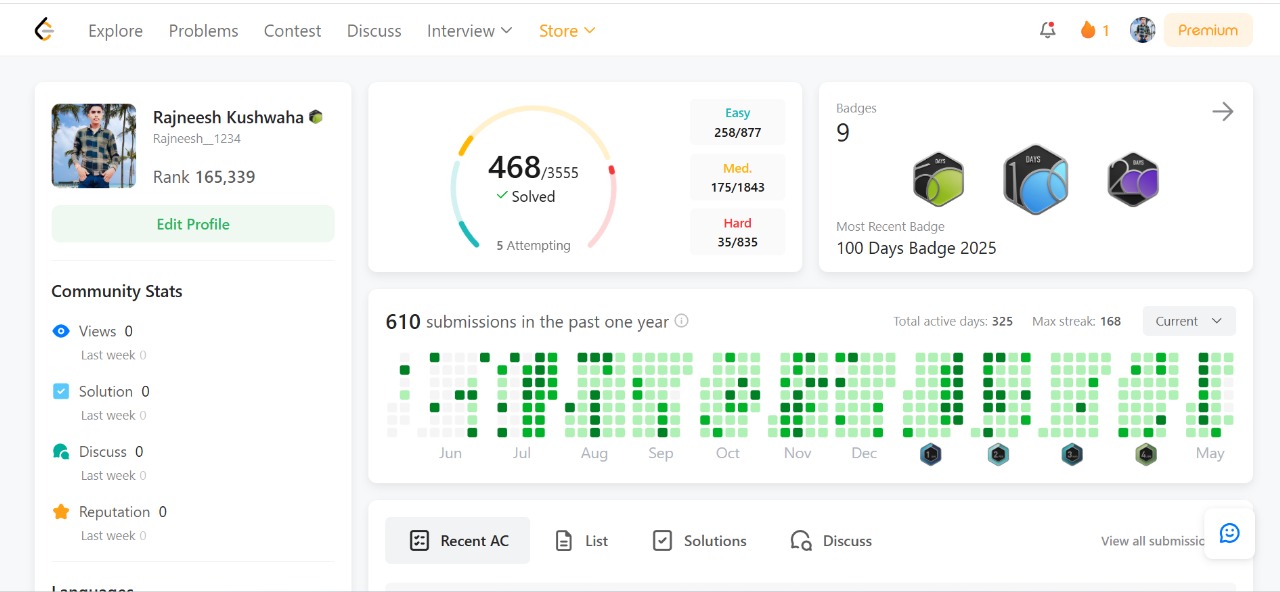 Explore Problems Contest Discuss Interview Store 1 Premium
Rajneesh Kushwaha
Rajneesh__1234
Rank 165,339
Edit Profile
Community Stats
Views 0
Last week 0
Solution 0
Last week 0
Discuss 0
Last week 0
Reputation 0
Last week 0
Languages
468/3555
Solved
5 Attempting
Easy
258/877
Med.
175/1843
Hard
35/835
Badges
9
DAYS
DAYS
DAYS
Most Recent Badge
100 Days Badge 2025
610 submissions in the past one year
Total active days: 325 Max streak: 168 Current
Jun Jul Aug Sep Oct Nov Dec May
Recent AC List Solutions Discuss View all submissio